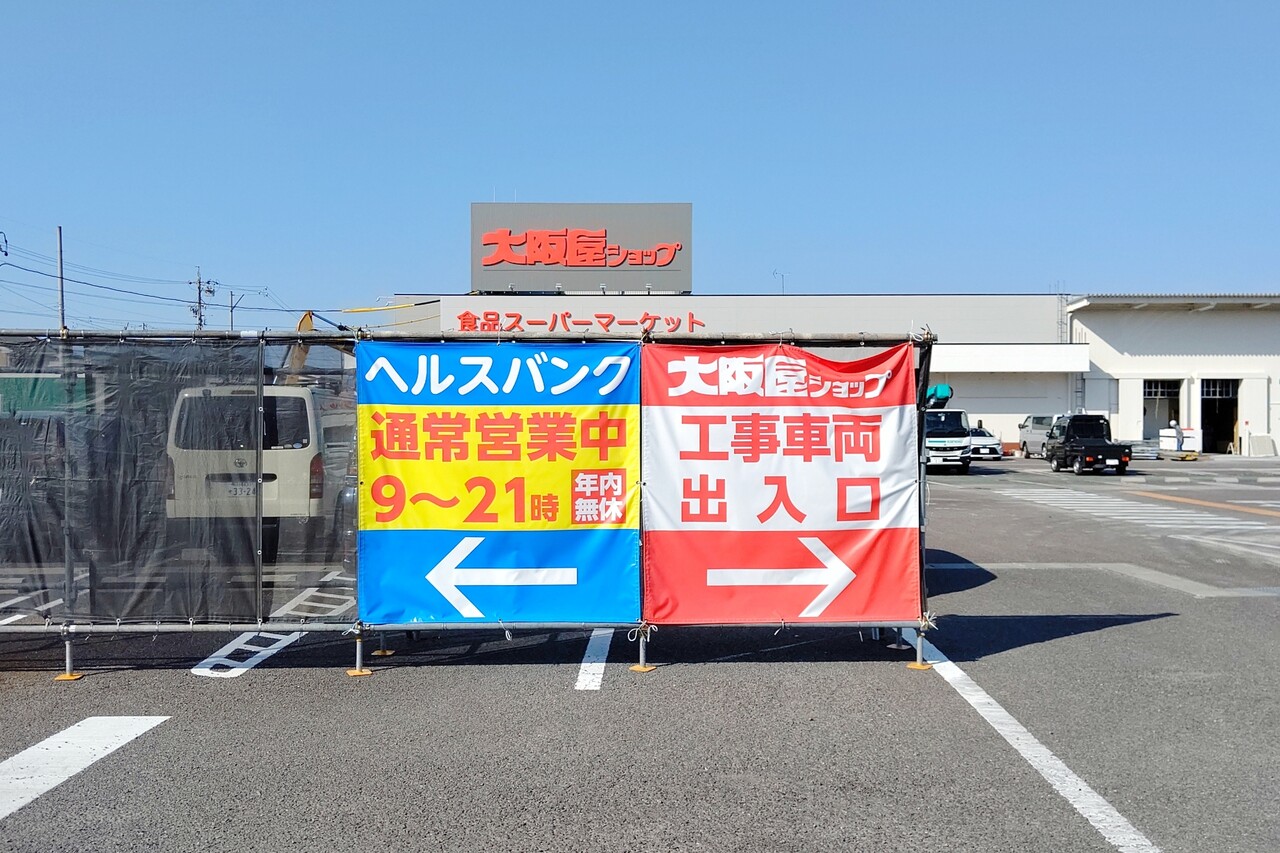 大阪屋ショップ
食品スーパーマーケット
ヘルスバンク
通常営業中
9～21時
年内
無休
←
大阪屋ショップ
工事車両
出入口
→
33-24